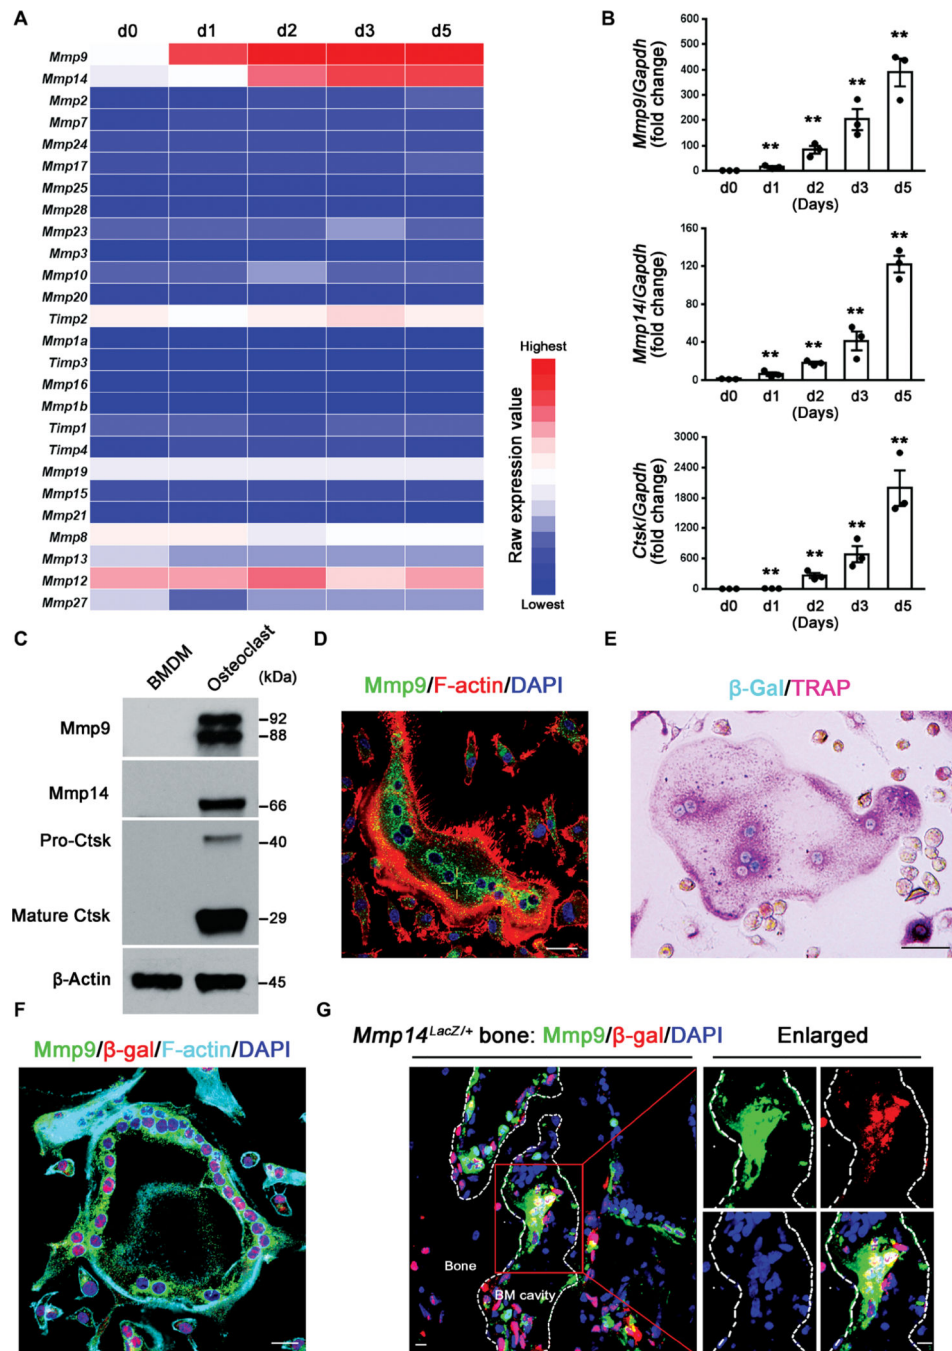 A
d0 d1 d2 d3 d5
Mmp9
Mmp14
Mmp2
Mmp7
Mmp24
Mmp17
Mmp25
Mmp28
Mmp23
Mmp3
Mmp10
Mmp20
Timp2
Mmp1a
Timp3
Mmp16
Mmp1b
Timp1
Timp4
Mmp19
Mmp15
Mmp21
Mmp8
Mmp13
Mmp12
Mmp27
Highest
Raw expression value
Lowest
B
Mmp9/Gapdh
(fold change)
600
500
400
300
200
100
0
** ** ** **
d0 d1 d2 d3 d5
(Days)
Mmp14/Gapdh
(fold change)
160
120
80
40
0
** ** ** **
d0 d1 d2 d3 d5
(Days)
Ctsk/Gapdh
(fold change)
3000
2400
1800
1200
600
0
** ** ** **
d0 d1 d2 d3 d5
(Days)
C
BMDM Osteoclast (kDa)
Mmp9
92
88
Mmp14
66
Pro-Ctsk
40
Mature Ctsk
29
β-Actin
45
D
Mmp9/F-actin/DAPI
E
β-Gal/TRAP
F
Mmp9/β-gal/F-actin/DAPI
G
Mmp14LacZ/+ bone: Mmp9/β-gal/DAPI Enlarged
Bone
BM cavity